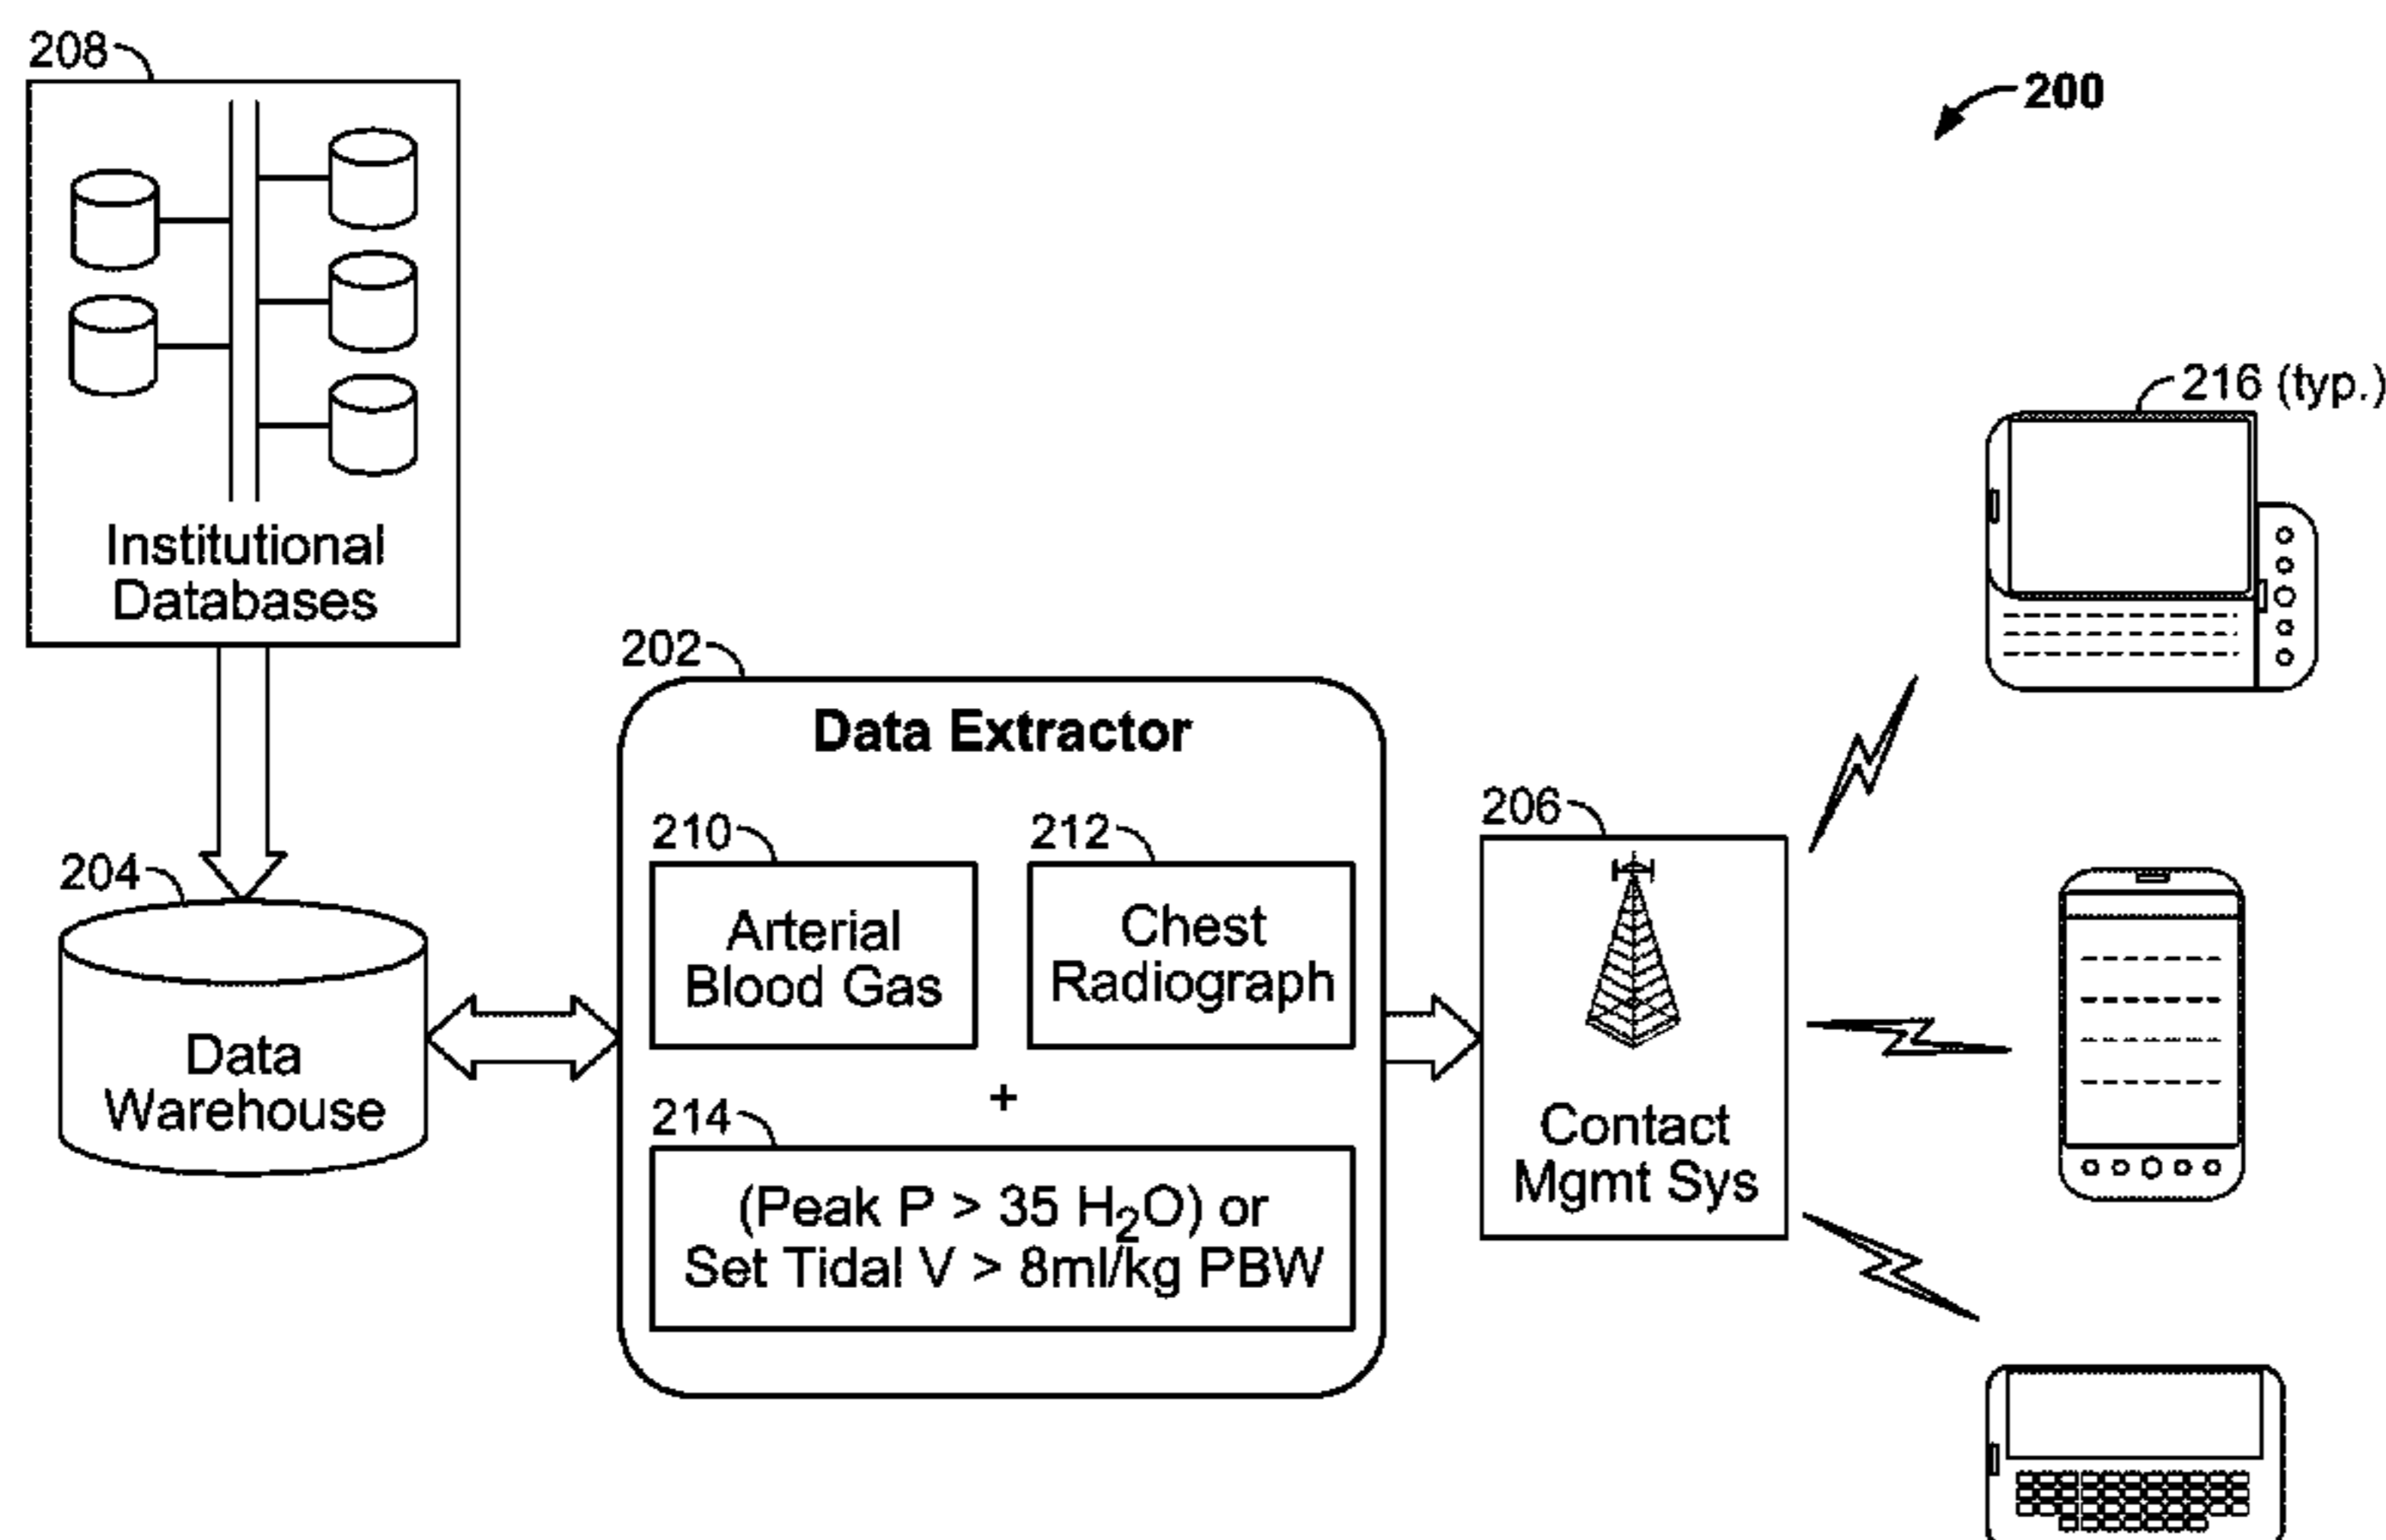 208
200
Institutional
Databases
216 (typ.)
202
Data Extractor
204
Data
Warehouse
210
Arterial
Blood Gas
212
Chest
Radiograph
+
214
(Peak P > 35 H₂O) or
Set Tidal V > 8ml/kg PBW
206
Contact
Mgmt Sys